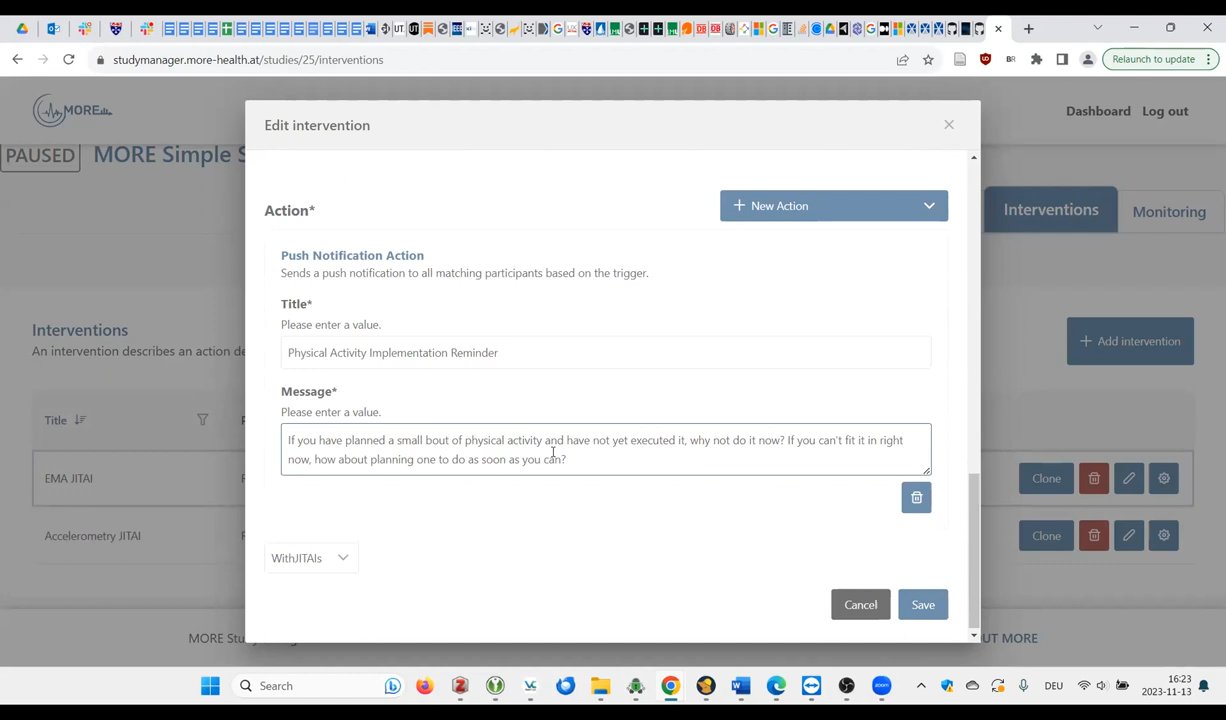 studymanager.more-health.at/studies/25/interventions
Relaunch to update
MORE
Dashboard
Log out
PAUSED
MORE Simple S
Edit intervention
Action*
New Action
Interventions
Monitoring
Push Notification Action
Sends a push notification to all matching participants based on the trigger.
Title*
Please enter a value.
Physical Activity Implementation Reminder
Interventions
An intervention describes an action de
Add intervention
Message*
Please enter a value.
If you have planned a small bout of physical activity and have not yet executed it, why not do it now? If you can't fit it in right
now, how about planning one to do as soon as you can?
Title
EMA JITAI
Clone
Accelerometry JITAI
Clone
WithJITAIs
Cancel
Save
MORE Stu
OUT MORE
Search
DEU
16:23
2023-11-13